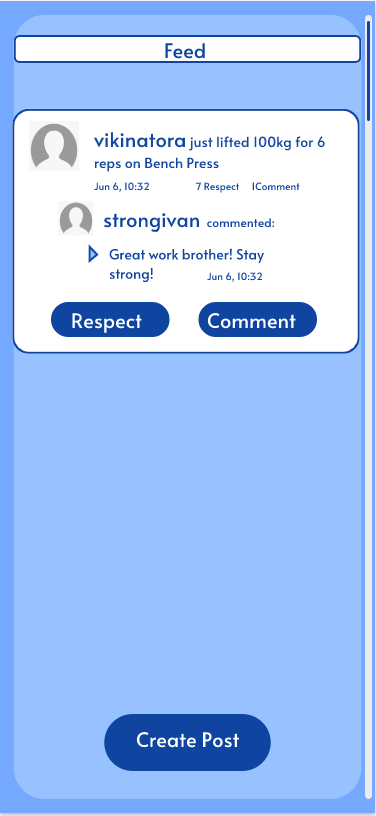 Feed
vikinatora just lifted 100kg for 6
reps on Bench Press
Jun 6, 10:32 7 Respect 1Comment
strongivan commented:
Great work brother! Stay
strong! Jun 6, 10:32
Respect Comment
Create Post